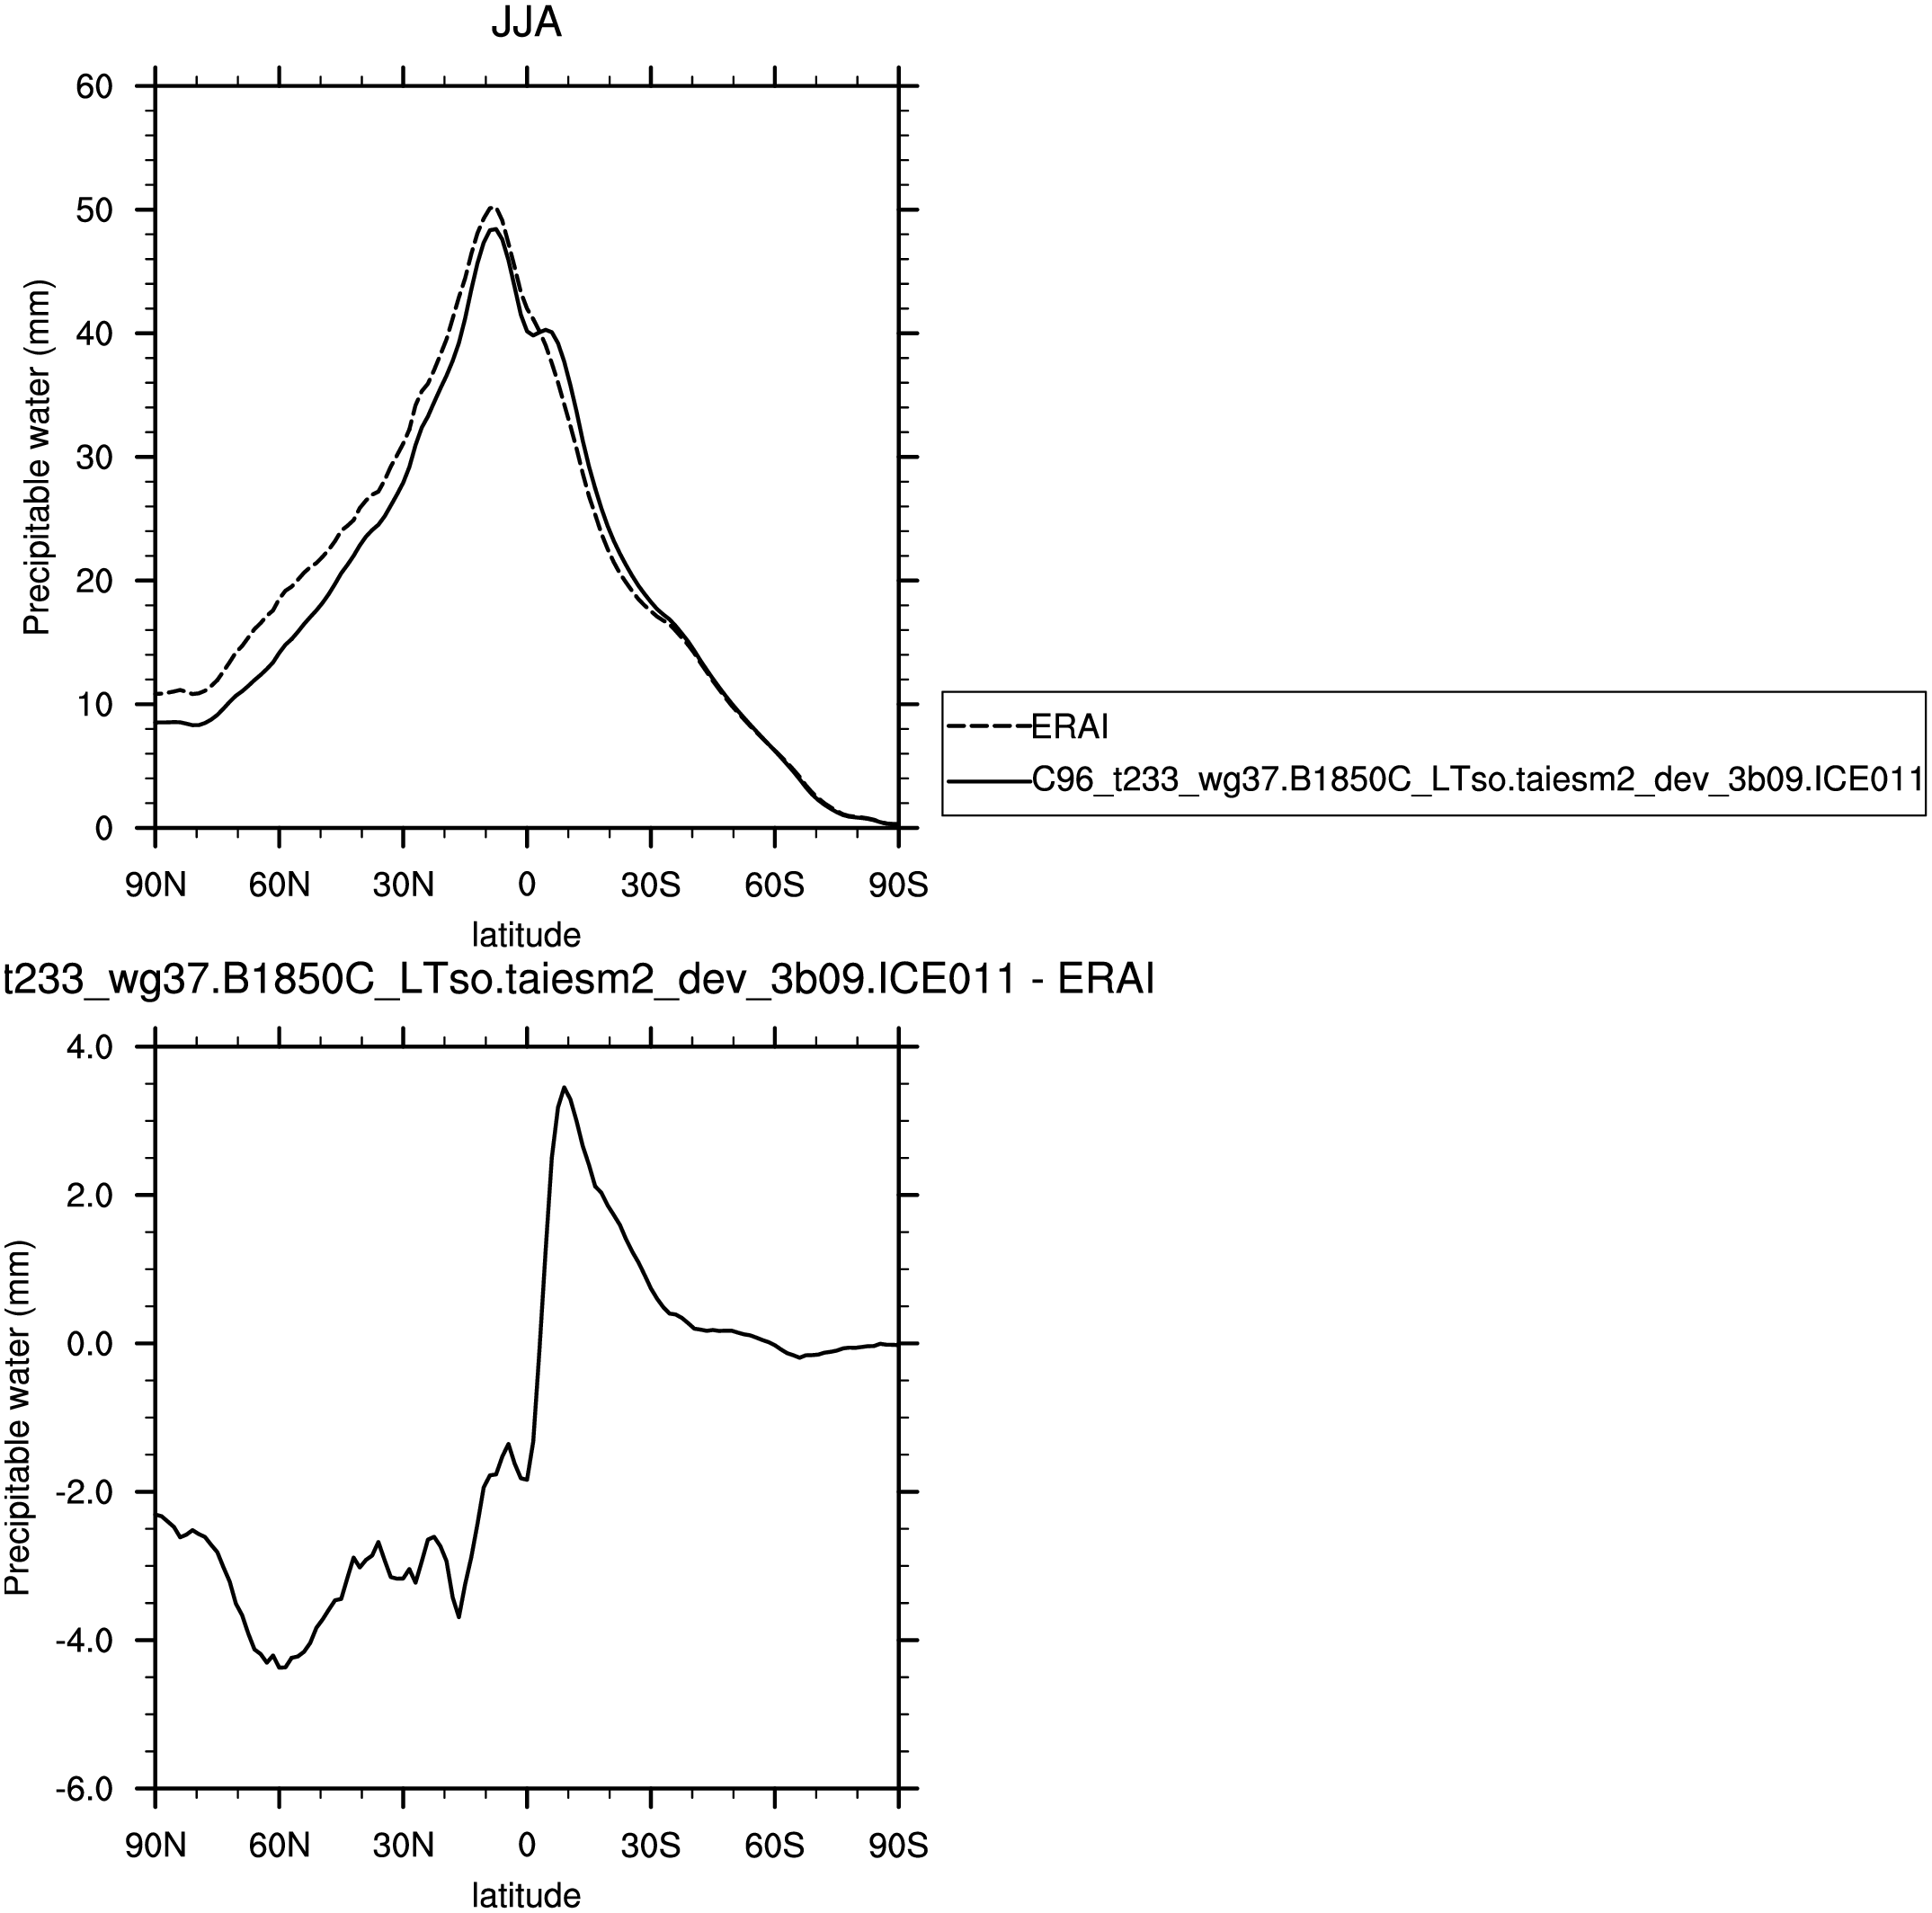 JJA
60
50
40
30
20
10
0
Precipitable water (mm)
90N 60N 30N 0 30S 60S 90S
latitude
ERAI
C96_t233_wg37.B1850C_LTso.taiesm2_dev_3b09.ICE011
t233_wg37.B1850C_LTso.taiesm2_dev_3b09.ICE011 - ERAI
4.0
2.0
0.0
-2.0
-4.0
-6.0
Precipitable water (mm)
90N 60N 30N 0 30S 60S 90S
latitude